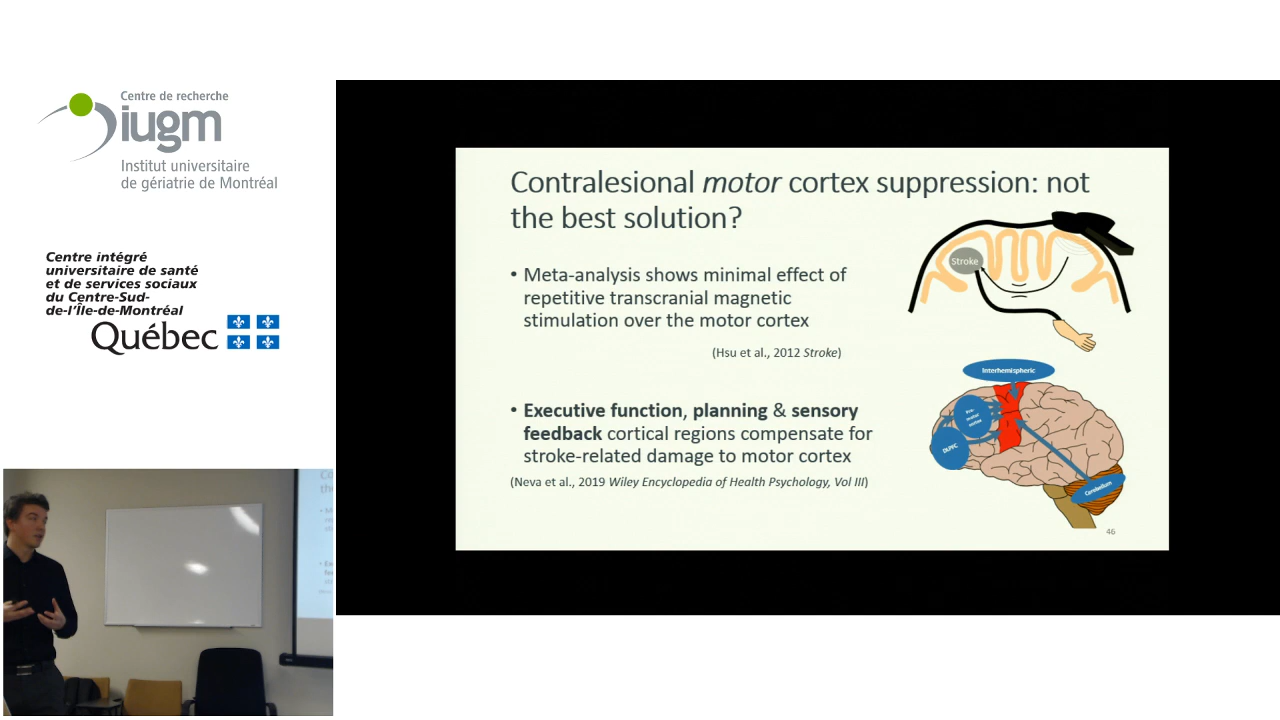 Centre de recherche
iugm
Institut universitaire
de gériatrie de Montréal
Centre intégré
universitaire de santé
et de services sociaux
du Centre-Sud-
de-l'Île-de-Montréal
Québec
Contralesional motor cortex suppression: not
the best solution?
• Meta-analysis shows minimal effect of
repetitive transcranial magnetic
stimulation over the motor cortex
(Hsu et al., 2012 Stroke)
• Executive function, planning & sensory
feedback cortical regions compensate for
stroke-related damage to motor cortex
(Neva et al., 2019 Wiley Encyclopedia of Health Psychology, Vol III)
Stroke
Interhemispheric
Pre-
motor
cortex
DLPFC
Cerebellum
46